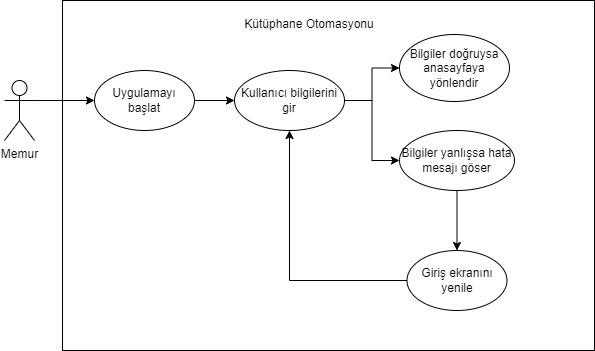 Kütüphane Otomasyonu
Bilgiler doğruysa
anasayfaya
yönlendir
Uygulamayı
başlat
Kullanıcı bilgilerini
gir
Memur
Bilgiler yanlışsa hata
mesajı göser
Giriş ekranını
yenile